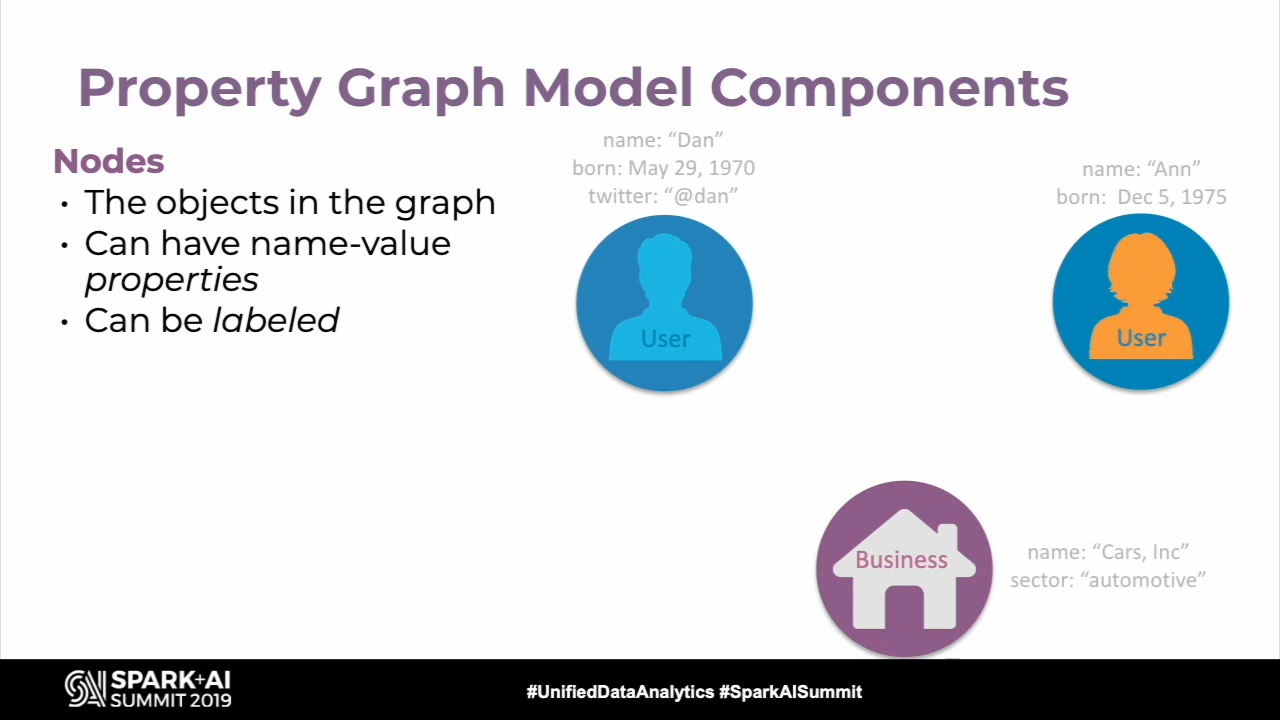 Property Graph Model Components
Nodes
• The objects in the graph
• Can have name-value
properties
• Can be labeled
name: “Dan”
born: May 29, 1970
twitter: “@dan”
User
name: “Ann”
born: Dec 5, 1975
User
Business
name: “Cars, Inc”
sector: “automotive”
SPARK+AI
SUMMIT 2019
#UnifiedDataAnalytics #SparkAISummit